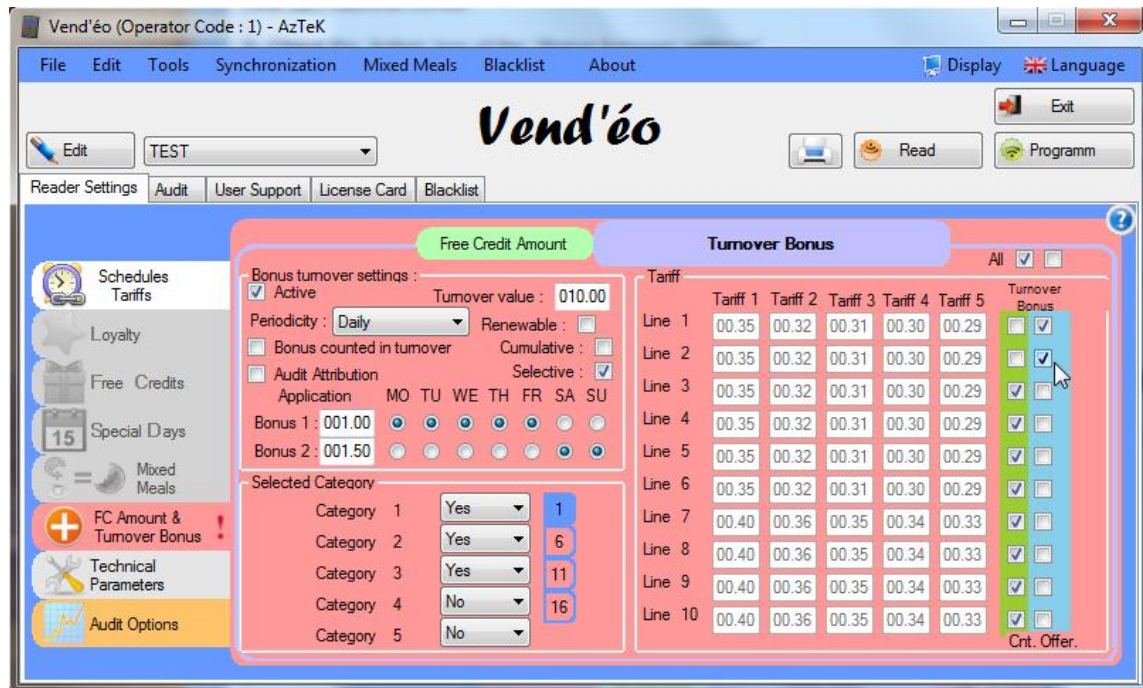 Vend'éo (Operator Code : 1) - AzTeK
File Edit Tools Synchronization Mixed Meals Blacklist About Display Language
Vend'éo
Exit
Edit TEST Read Programm
Reader Settings Audit User Support License Card Blacklist
?
Free Credit Amount Turnover Bonus
All
Schedules
Tariffs
Loyalty
Free Credits
15 Special Days
Mixed
Meals
FC Amount &
Turnover Bonus !
Technical
Parameters
Audit Options
Bonus turnover settings :
Active Turnover value : 010.00
Periodicity : Daily Renewable :
Bonus counted in turnover Cumulative :
Audit Attribution Selective :
Application MO TU WE TH FR SA SU
Bonus 1 : 001.00
Bonus 2 : 001.50
Selected Category
Category 1 Yes 1
Category 2 Yes 6
Category 3 Yes 11
Category 4 No 16
Category 5 No
Tariff
Tariff 1 Tariff 2 Tariff 3 Tariff 4 Tariff 5 Turnover
Bonus
Line 1 00.35 00.32 00.31 00.30 00.29
Line 2 00.35 00.32 00.31 00.30 00.29
Line 3 00.35 00.32 00.31 00.30 00.29
Line 4 00.35 00.32 00.31 00.30 00.29
Line 5 00.35 00.32 00.31 00.30 00.29
Line 6 00.35 00.32 00.31 00.30 00.29
Line 7 00.40 00.36 00.35 00.34 00.33
Line 8 00.40 00.36 00.35 00.34 00.33
Line 9 00.40 00.36 00.35 00.34 00.33
Line 10 00.40 00.36 00.35 00.34 00.33
Cnt. Offer.